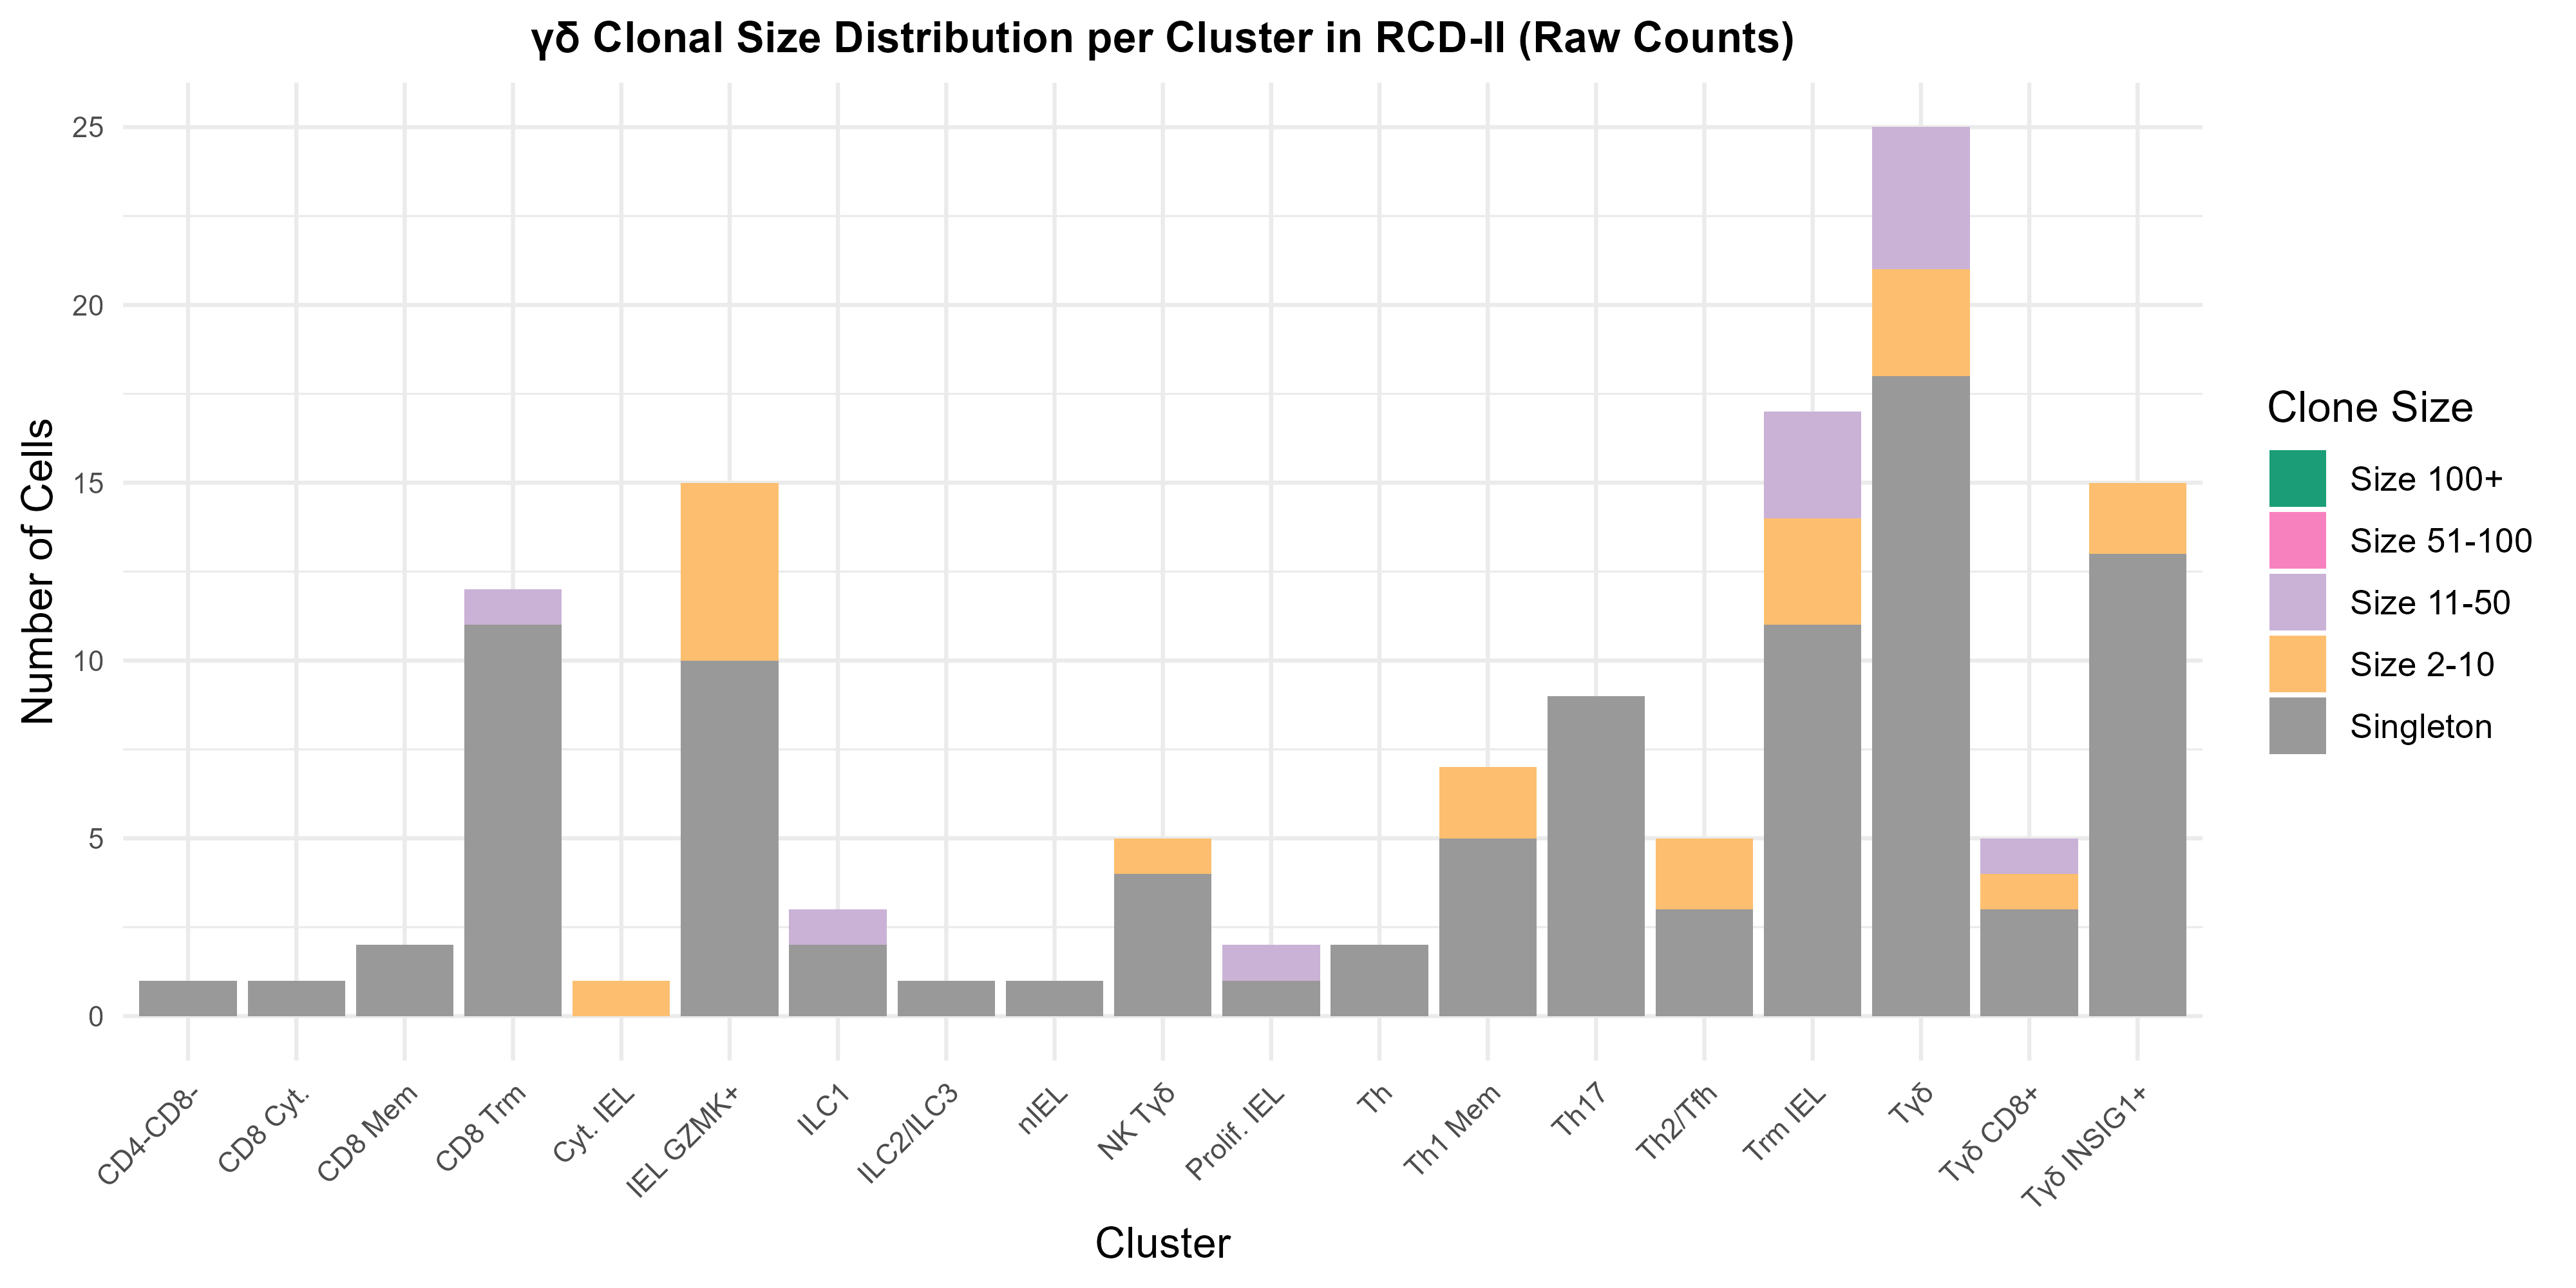 γδ Clonal Size Distribution per Cluster in RCD-II (Raw Counts)
Number of Cells
25
20
15
10
5
0
CD4-CD8-
CD8 Cyt.
CD8 Mem
CD8 Trm
Cyt. IEL
IEL GZMK+
ILC1
ILC2/ILC3
nIEL
NK Tγδ
Prolif. IEL
Th
Th1 Mem
Th17
Th2/Tfh
Trm IEL
Tγδ
Tγδ CD8+
Tγδ INSIG1+
Cluster
Clone Size
Size 100+
Size 51-100
Size 11-50
Size 2-10
Singleton